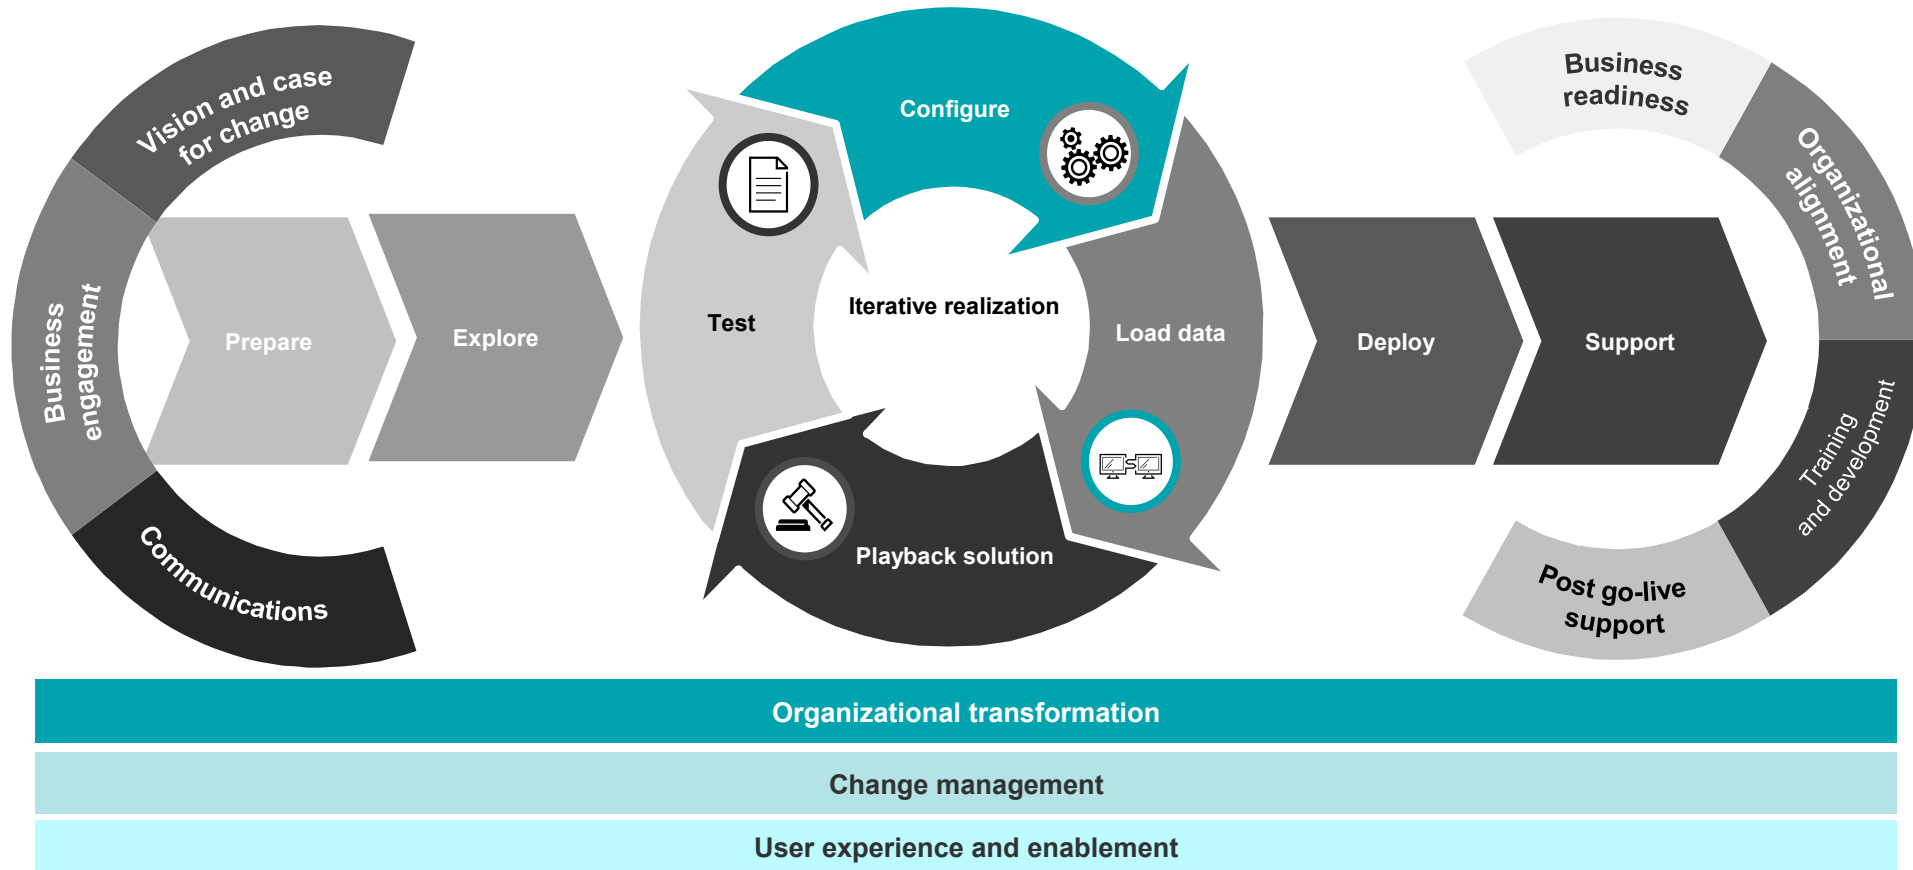 Vision and case
for change
Business
engagement
Communications
Prepare
Explore
Configure
Test
Iterative realization
Load data
Playback solution
Deploy
Support
Business
readiness
Organizational
alignment
Training
and development
Post go-live
support
Organizational transformation
Change management
User experience and enablement